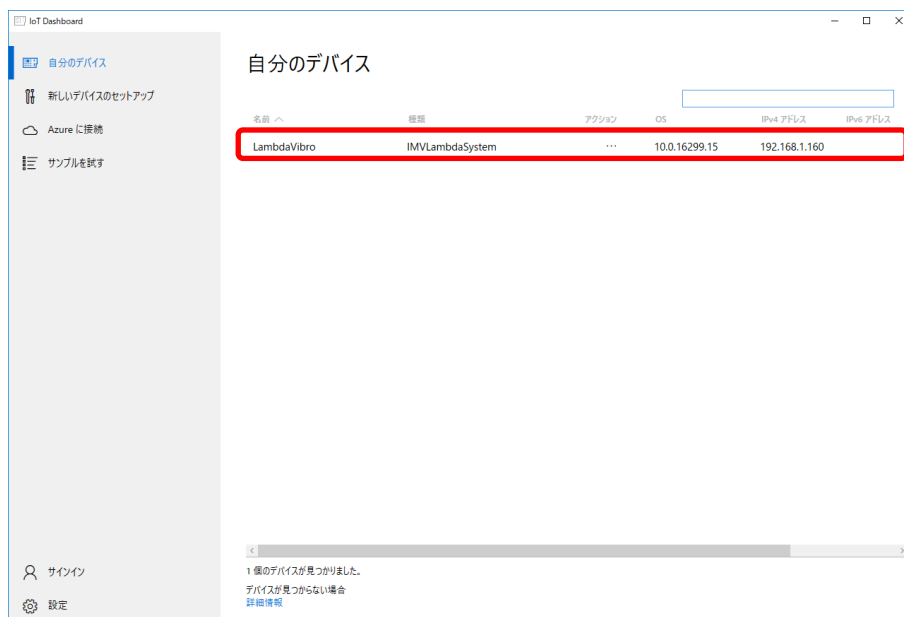 IoT Dashboard
自分のデバイス
新しいデバイスのセットアップ
Azure に接続
サンプルを試す
サインイン
設定
自分のデバイス
名前 種類 アクション OS IPv4 アドレス IPv6 アドレス
LambdaVibro IMVLambdaSystem ··· 10.0.16299.15 192.168.1.160
1 個のデバイスが見つかりました。
デバイスが見つからない場合
詳細情報